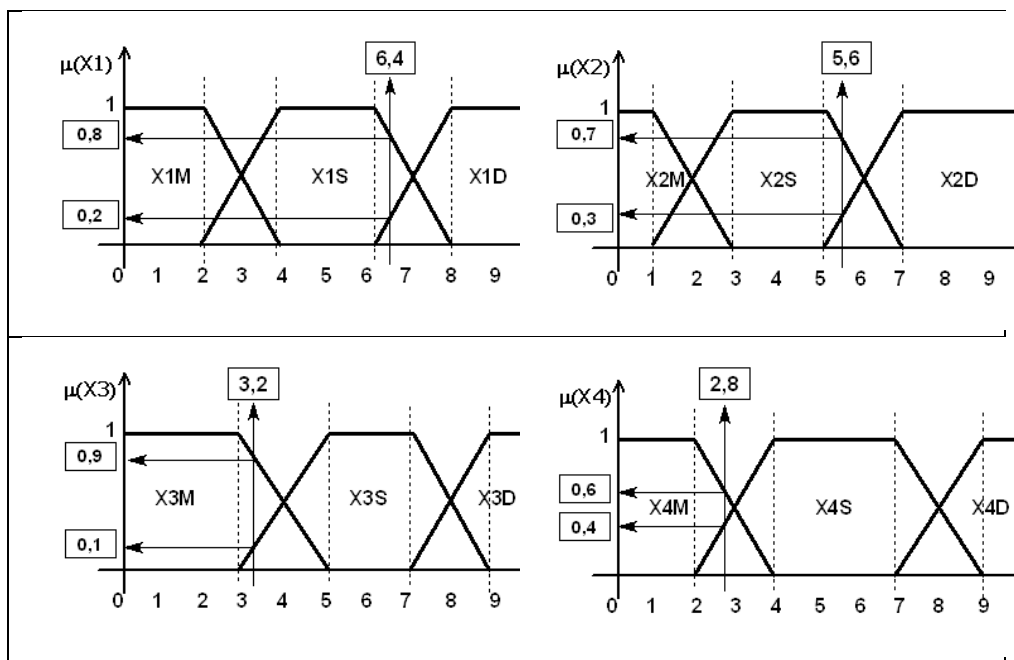 6,4
μ(X1)
1
0,8
X1M X1S X1D
0,2
0 1 2 3 4 5 6 7 8 9
5,6
μ(X2)
1
0,7
X2M X2S X2D
0,3
0 1 2 3 4 5 6 7 8 9
3,2
μ(X3)
1
0,9
X3M X3S X3D
0,1
0 1 2 3 4 5 6 7 8 9
2,8
μ(X4)
1
0,6
X4M X4S X4D
0,4
0 1 2 3 4 5 6 7 8 9